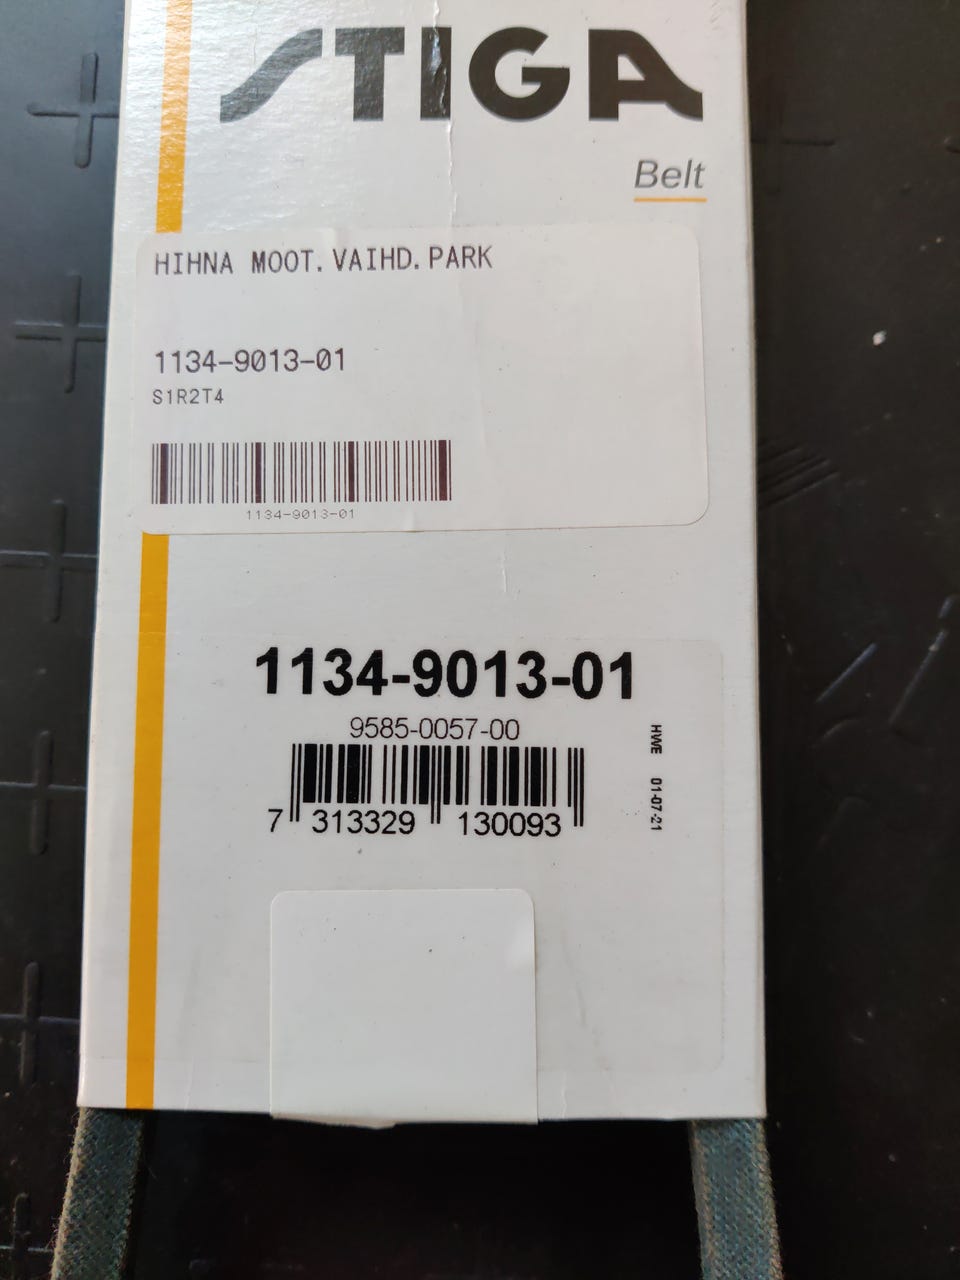 STIGA
Belt
HIHNA MOOT.VAIHD.PARK
1134-9013-01
S1R2T4
1134-9013-01
1134-9013-01
9585-0057-00
7 313329 130093
HWE 01-07-21